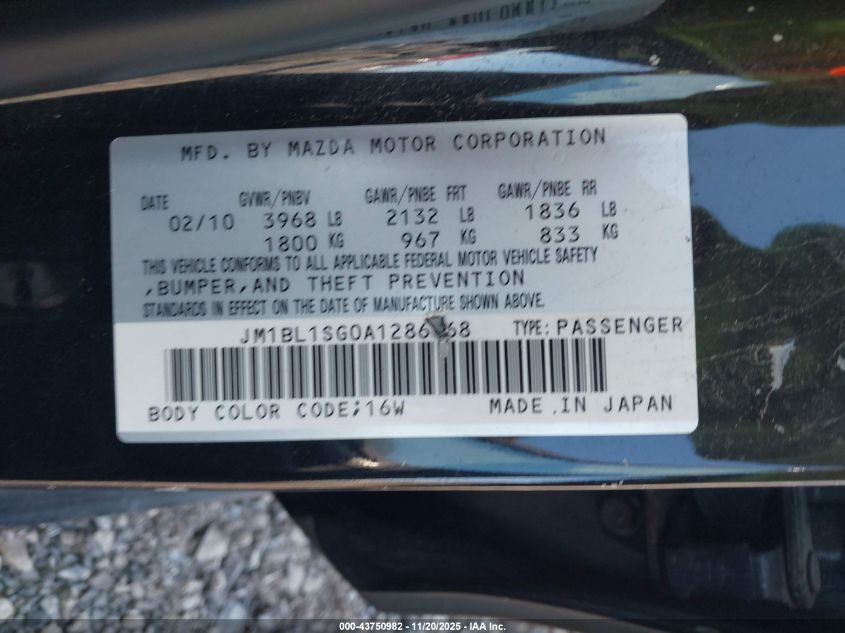 MFD. BY MAZDA MOTOR CORPORATION
DATE GVWR/PNBV GAWR/PNBE FRT GAWR/PNBE RR
02/10 3968 LB 2132 LB 1836 LB
1800 KG 967 KG 833 KG
THIS VEHICLE CONFORMS TO ALL APPLICABLE FEDERAL MOTOR VEHICLE SAFETY
,BUMPER,AND THEFT PREVENTION
STANDARDS IN EFFECT ON THE DATE OF MANUFACTURE SHOWN ABOVE.
TYPE: PASSENGER
BODY COLOR CODE;16W MADE IN JAPAN
000-43750982 — 11/20/2025 — IAA Inc.